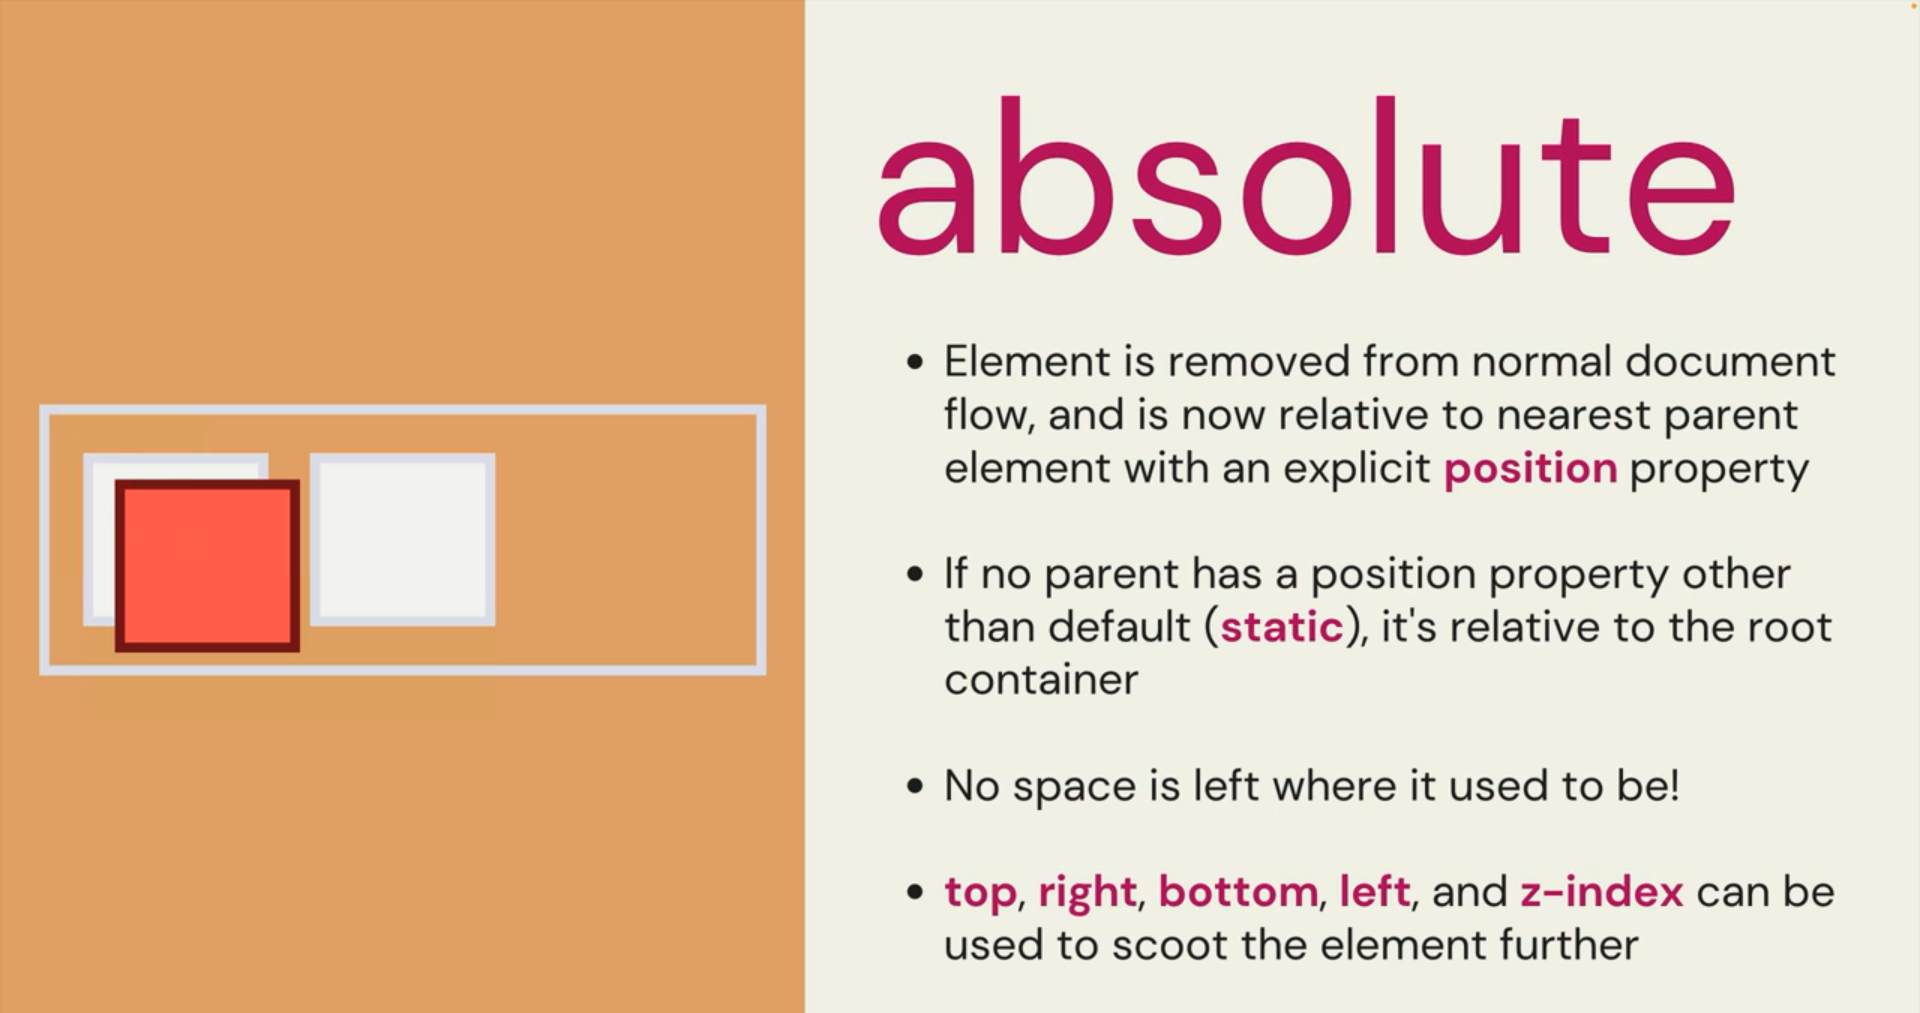 absolute
• Element is removed from normal document
flow, and is now relative to nearest parent
element with an explicit position property
• If no parent has a position property other
than default (static), it's relative to the root
container
• No space is left where it used to be!
• top, right, bottom, left, and z-index can be
used to scoot the element further